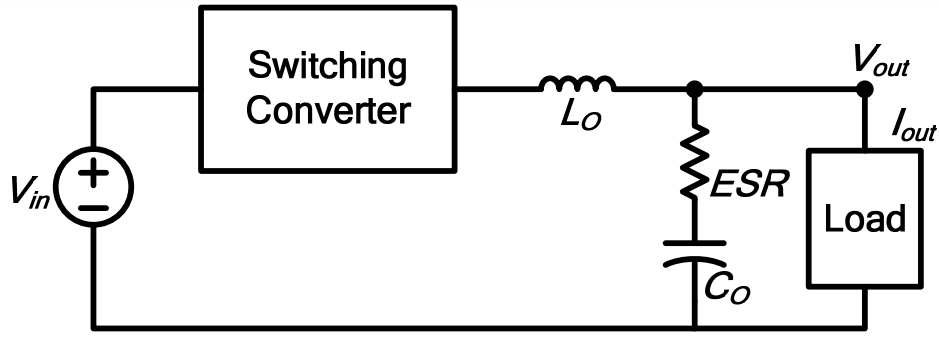 Switching
Converter
V_out
L_O
I_out
V_in
+
−
ESR
Load
C_O